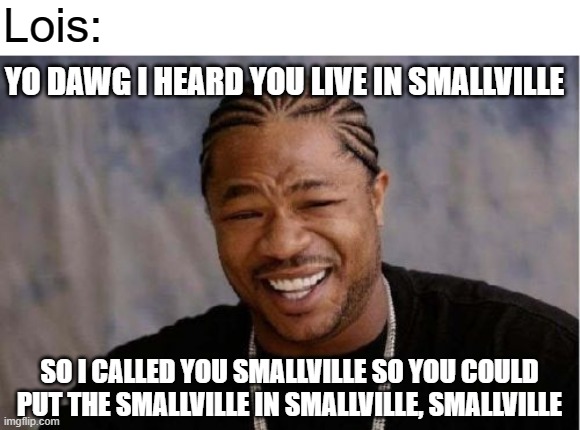 Lois:
YO DAWG I HEARD YOU LIVE IN SMALLVILLE
SO I CALLED YOU SMALLVILLE SO YOU COULD
PUT THE SMALLVILLE IN SMALLVILLE, SMALLVILLE
imgflip.com